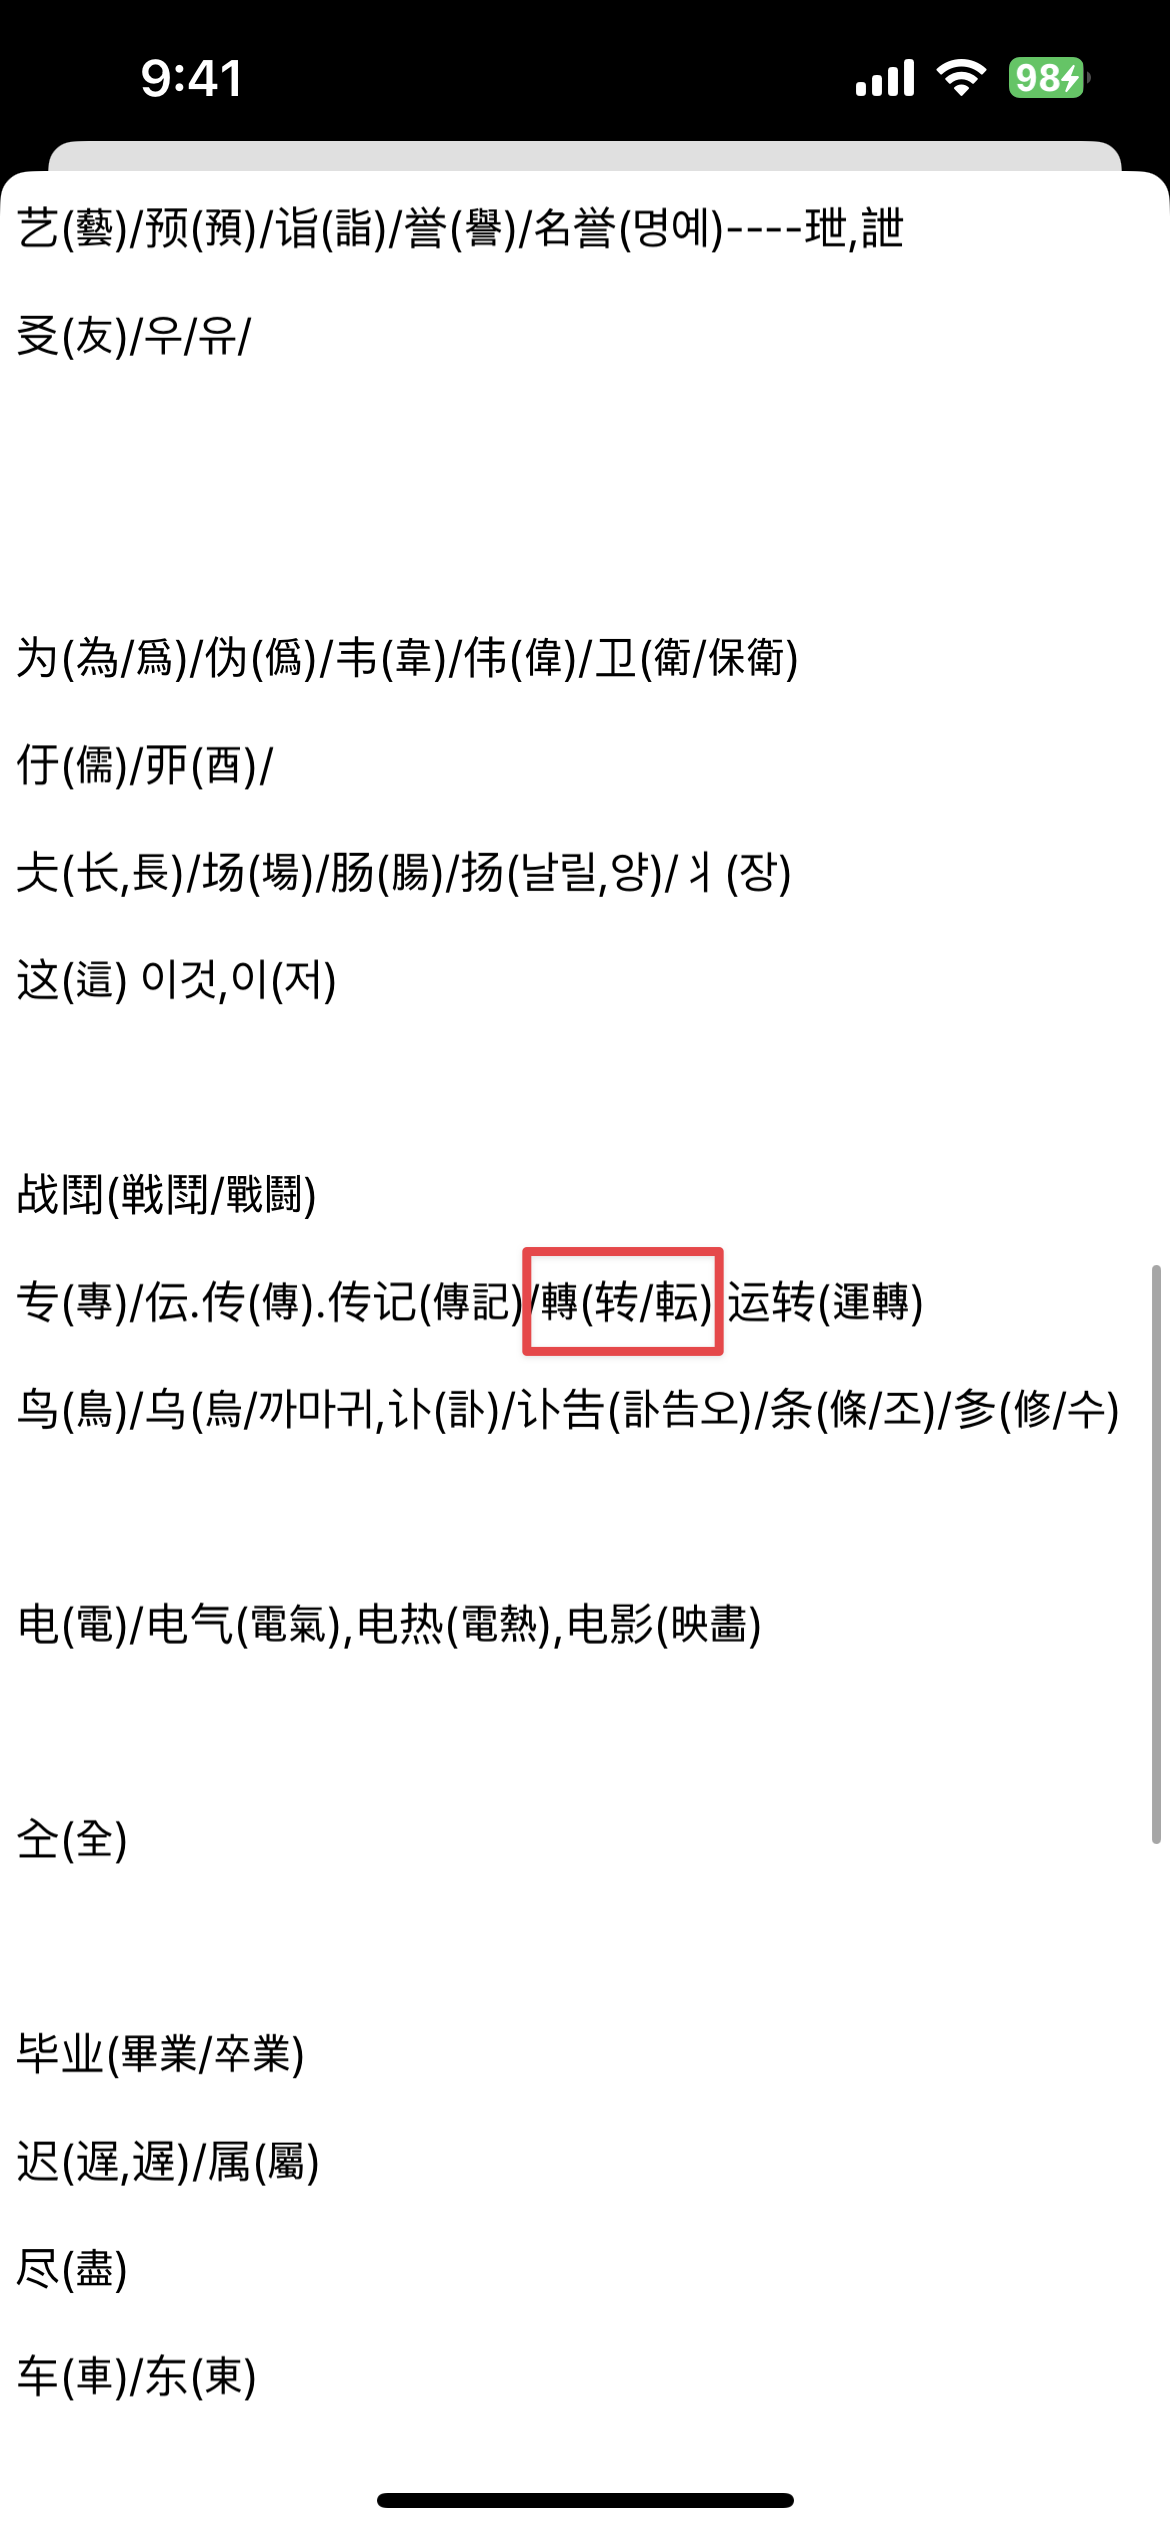 9:41
98
艺(藝)/预(預)/诣(詣)/誉(譽)/名誉(명예)----玴,詍
叐(友)/우/유/
为(為/爲)/伪(僞)/韦(韋)/伟(偉)/卫(衛/保衛)
㐵(儒)/丣(酉)/
仧(长,長)/场(場)/肠(腸)/扬(날릴,양)/丬(장)
这(這) 이것,이(저)
战鬪(戦鬪/戰鬪)
专(專)/伝.传(傳).传记(傳記)/轉(转/転) 运转(運轉)
鸟(鳥)/乌(烏/까마귀,讣(訃)/讣告(訃告오)/条(條/조)/㣋(修/수)
电(電)/电气(電氣),电热(電熱),电影(映畵)
仝(全)
毕业(畢業/卒業)
迟(遅,遲)/属(屬)
尽(盡)
车(車)/东(東)